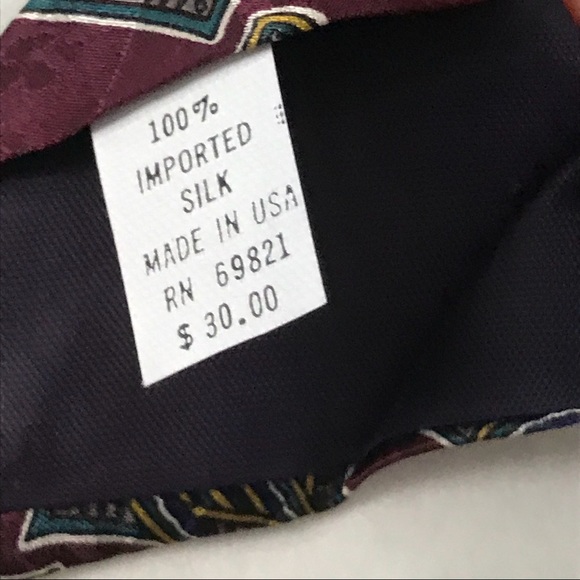 100%
IMPORTED
SILK
MADE IN USA
RN 69821
$ 30.00